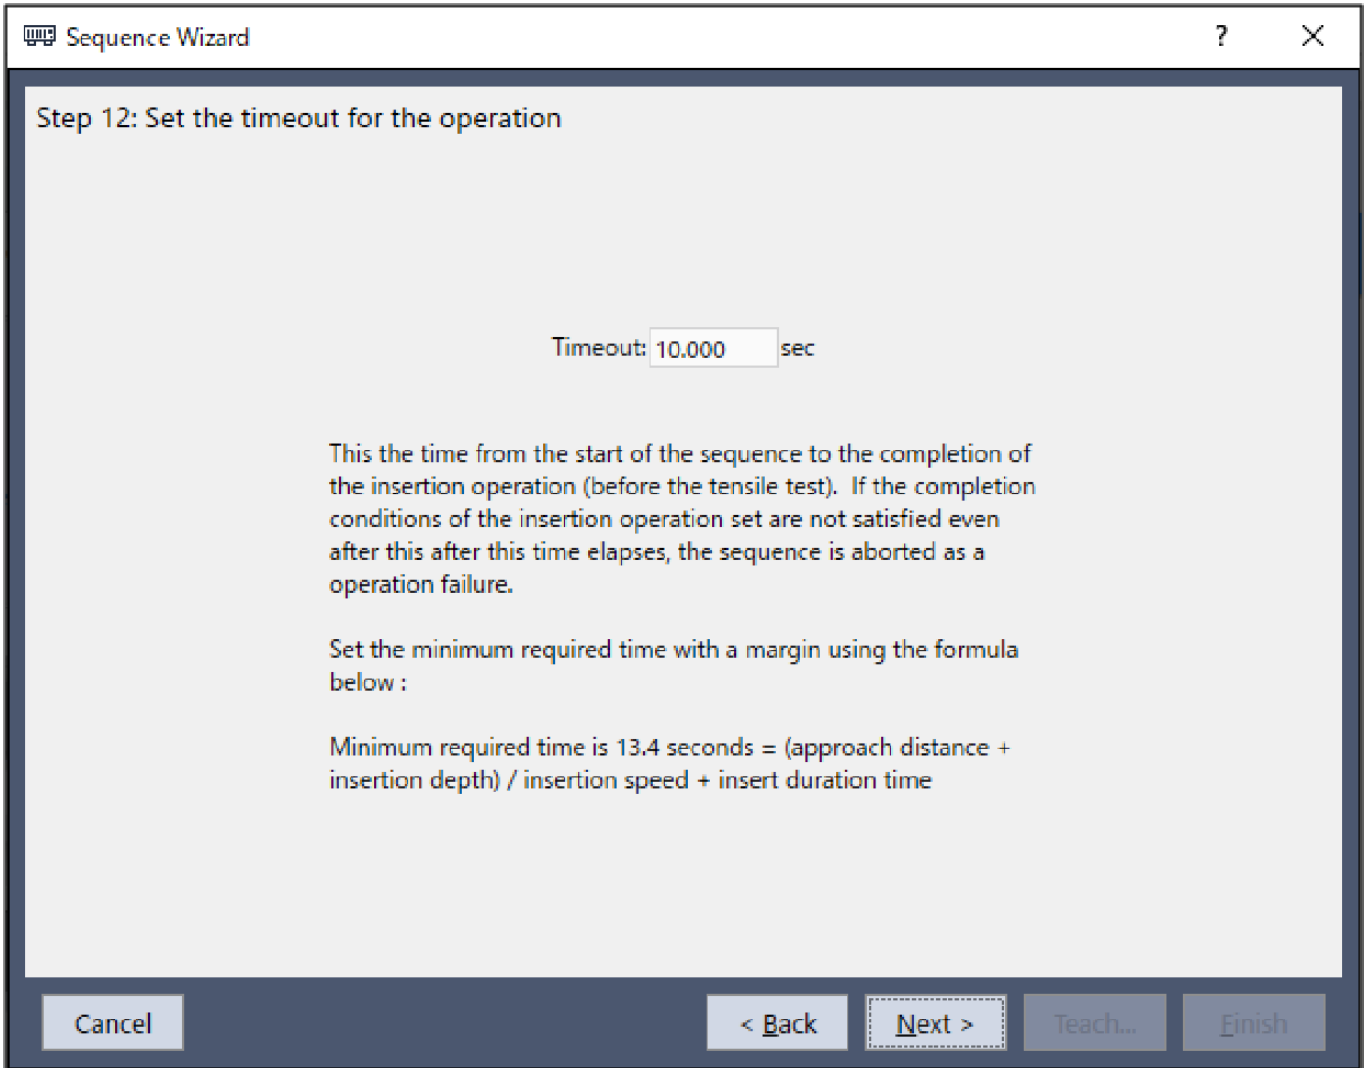 Sequence Wizard
?
Step 12: Set the timeout for the operation
Timeout: 10.000 sec
This the time from the start of the sequence to the completion of
the insertion operation (before the tensile test).  If the completion
conditions of the insertion operation set are not satisfied even
after this after this time elapses, the sequence is aborted as a
operation failure.
Set the minimum required time with a margin using the formula
below :
Minimum required time is 13.4 seconds = (approach distance +
insertion depth) / insertion speed + insert duration time
Cancel
< Back
Next >
Teach...
Finish